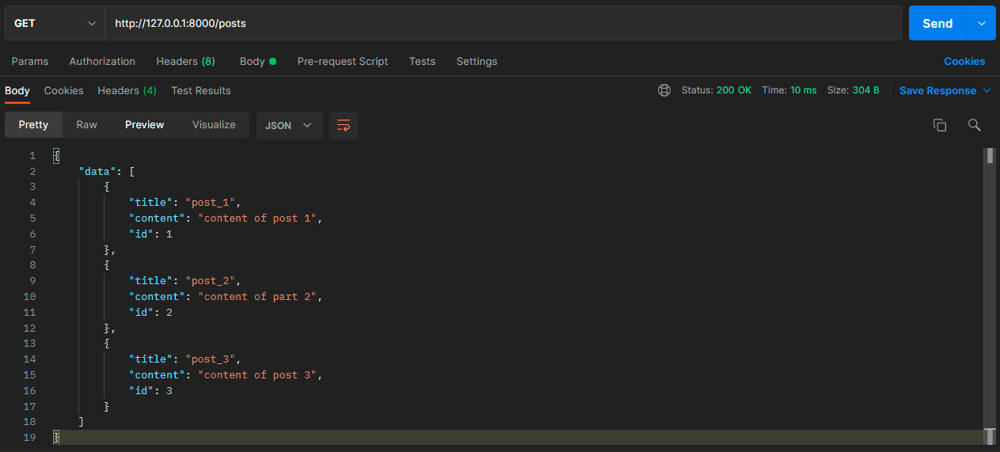 GET http://127.0.0.1:8000/posts Send
Params Authorization Headers (8) Body Pre-request Script Tests Settings Cookies
Body Cookies Headers (4) Test Results Status: 200 OK Time: 10 ms Size: 304 B Save Response
Pretty Raw Preview Visualize JSON
1 {
2 "data": [
3 {
4 "title": "post_1",
5 "content": "content of post 1",
6 "id": 1
7 },
8 {
9 "title": "post_2",
10 "content": "content of part 2",
11 "id": 2
12 },
13 {
14 "title": "post_3",
15 "content": "content of post 3",
16 "id": 3
17 }
18 ]
19 }